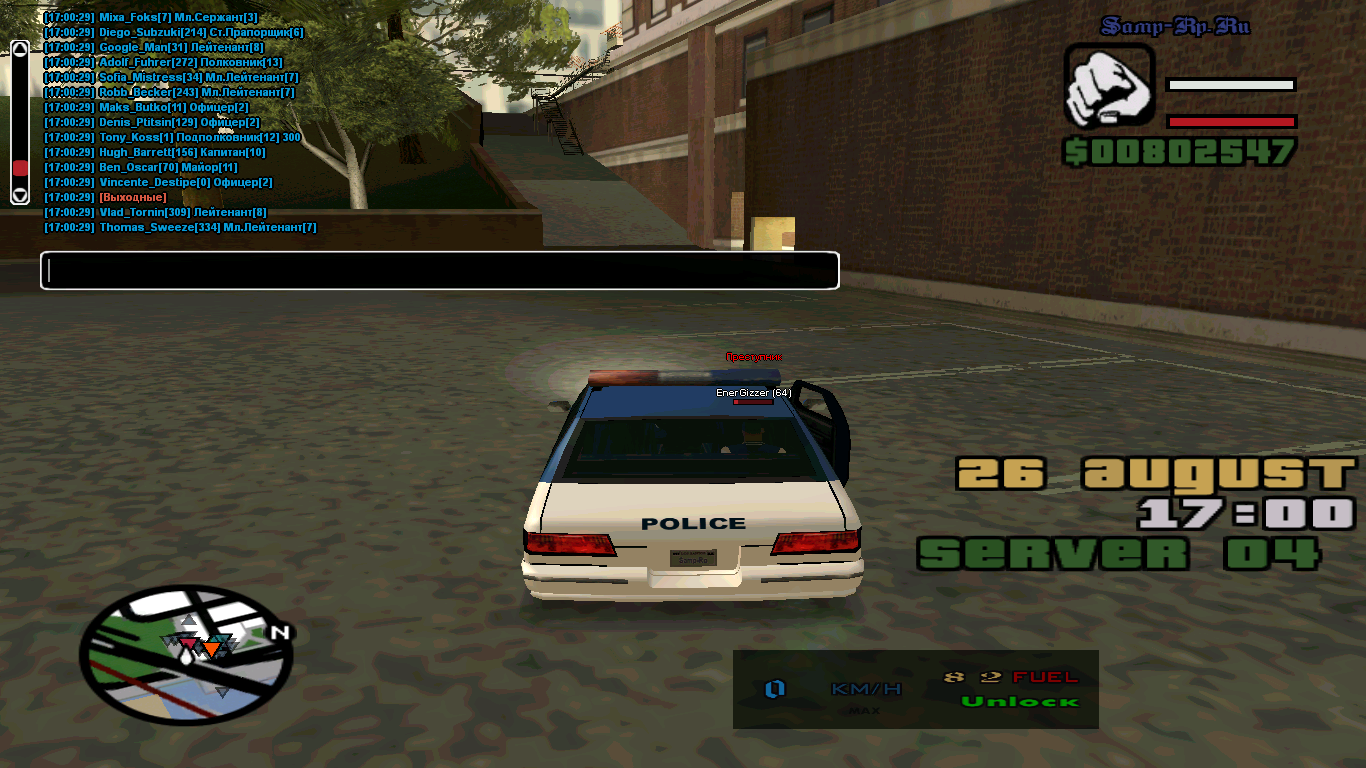 [17:00:29] Mixa_Foks[7] Мл.Сержант[3]
[17:00:29] Diego_Subzuki[214] Ст.Прапорщик[6]
[17:00:29] Google_Man[31] Лейтенант[8]
[17:00:29] Adolf_Fuhrer[272] Полковник[13]
[17:00:29] Sofia_Mistress[34] Мл.Лейтенант[7]
[17:00:29] Robb_Becker[243] Мл.Лейтенант[7]
[17:00:29] Maks_Butko[11] Офицер[2]
[17:00:29] Denis_Ptitsin[129] Офицер[2]
[17:00:29] Tony_Koss[1] Подполковник[12] 300
[17:00:29] Hugh_Barrett[156] Капитан[10]
[17:00:29] Ben_Oscar[70] Майор[11]
[17:00:29] Vincente_Destipe[0] Офицер[2]
[17:00:29] [Выходные]
[17:00:29] Vlad_Tornin[309] Лейтенант[8]
[17:00:29] Thomas_Sweeze[334] Мл.Лейтенант[7]
Samp-Rp.Ru
$00802547
Преступник
EnerGizzer (64)
POLICE
Samp-Rp
26 august
17:00
SERVER 04
N
0 KM/H
MAX
82 FUEL
Unlock